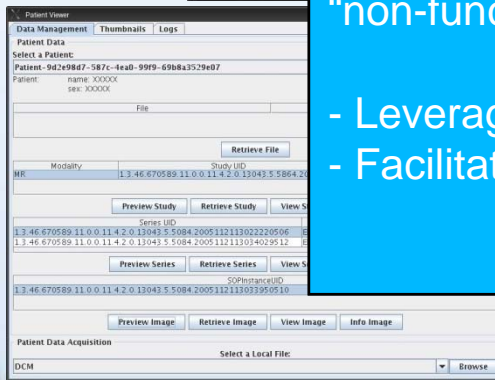 Patient Viewer
Data Management Thumbnails Logs
Patient Data
Select a Patient:
Patient-9d2e98d7-587c-4ea0-99f9-69b8a3529e07
Patient: name: XXXXX
sex: XXXXX
File
Retrieve File
Modality Study UID
MR 1.3.46.670589.11.0.0.11.4.2.0.13043.5.5864.20
Preview Study Retrieve Study View S
Series UID
1.3.46.670589.11.0.0.11.4.2.0.13043.5.5084.2005112113022220506 E
1.3.46.670589.11.0.0.11.4.2.0.13043.5.5084.2005112113034029512 E
Preview Series Retrieve Series View S
SOPInstanceUID
1.3.46.670589.11.0.0.11.4.2.0.13043.5.5084.2005112113033950510
Preview Image Retrieve Image View Image Info Image
Patient Data Acquisition
Select a Local File:
DCM Browse
"non-func
- Leverag
- Facilitat